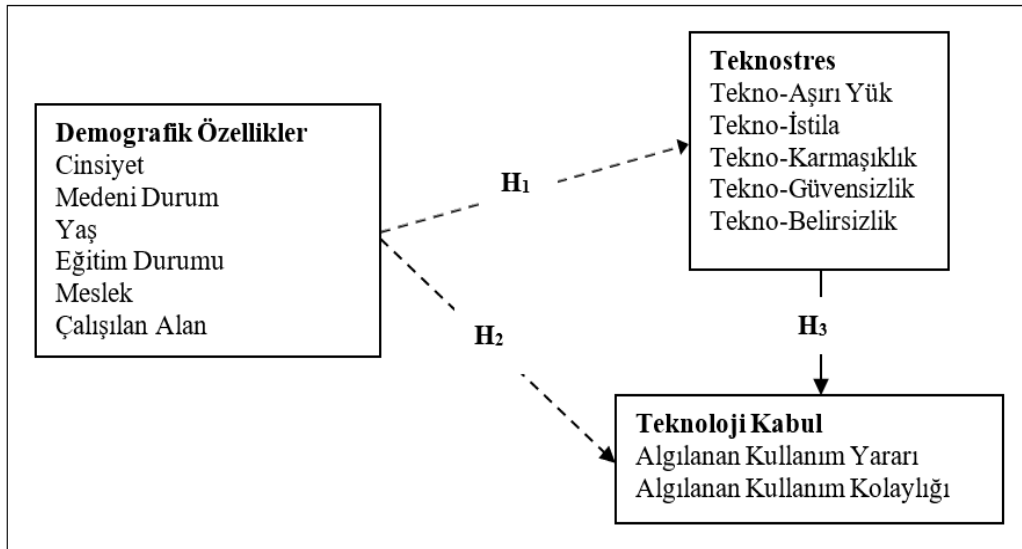 Demografik Özellikler
Cinsiyet
Medeni Durum
Yaş
Eğitim Durumu
Meslek
Çalışılan Alan
H1
H2
Teknostres
Tekno-Aşırı Yük
Tekno-İstila
Tekno-Karmaşıklık
Tekno-Güvensizlik
Tekno-Belirsizlik
H3
Teknoloji Kabul
Algılanan Kullanım Yararı
Algılanan Kullanım Kolaylığı